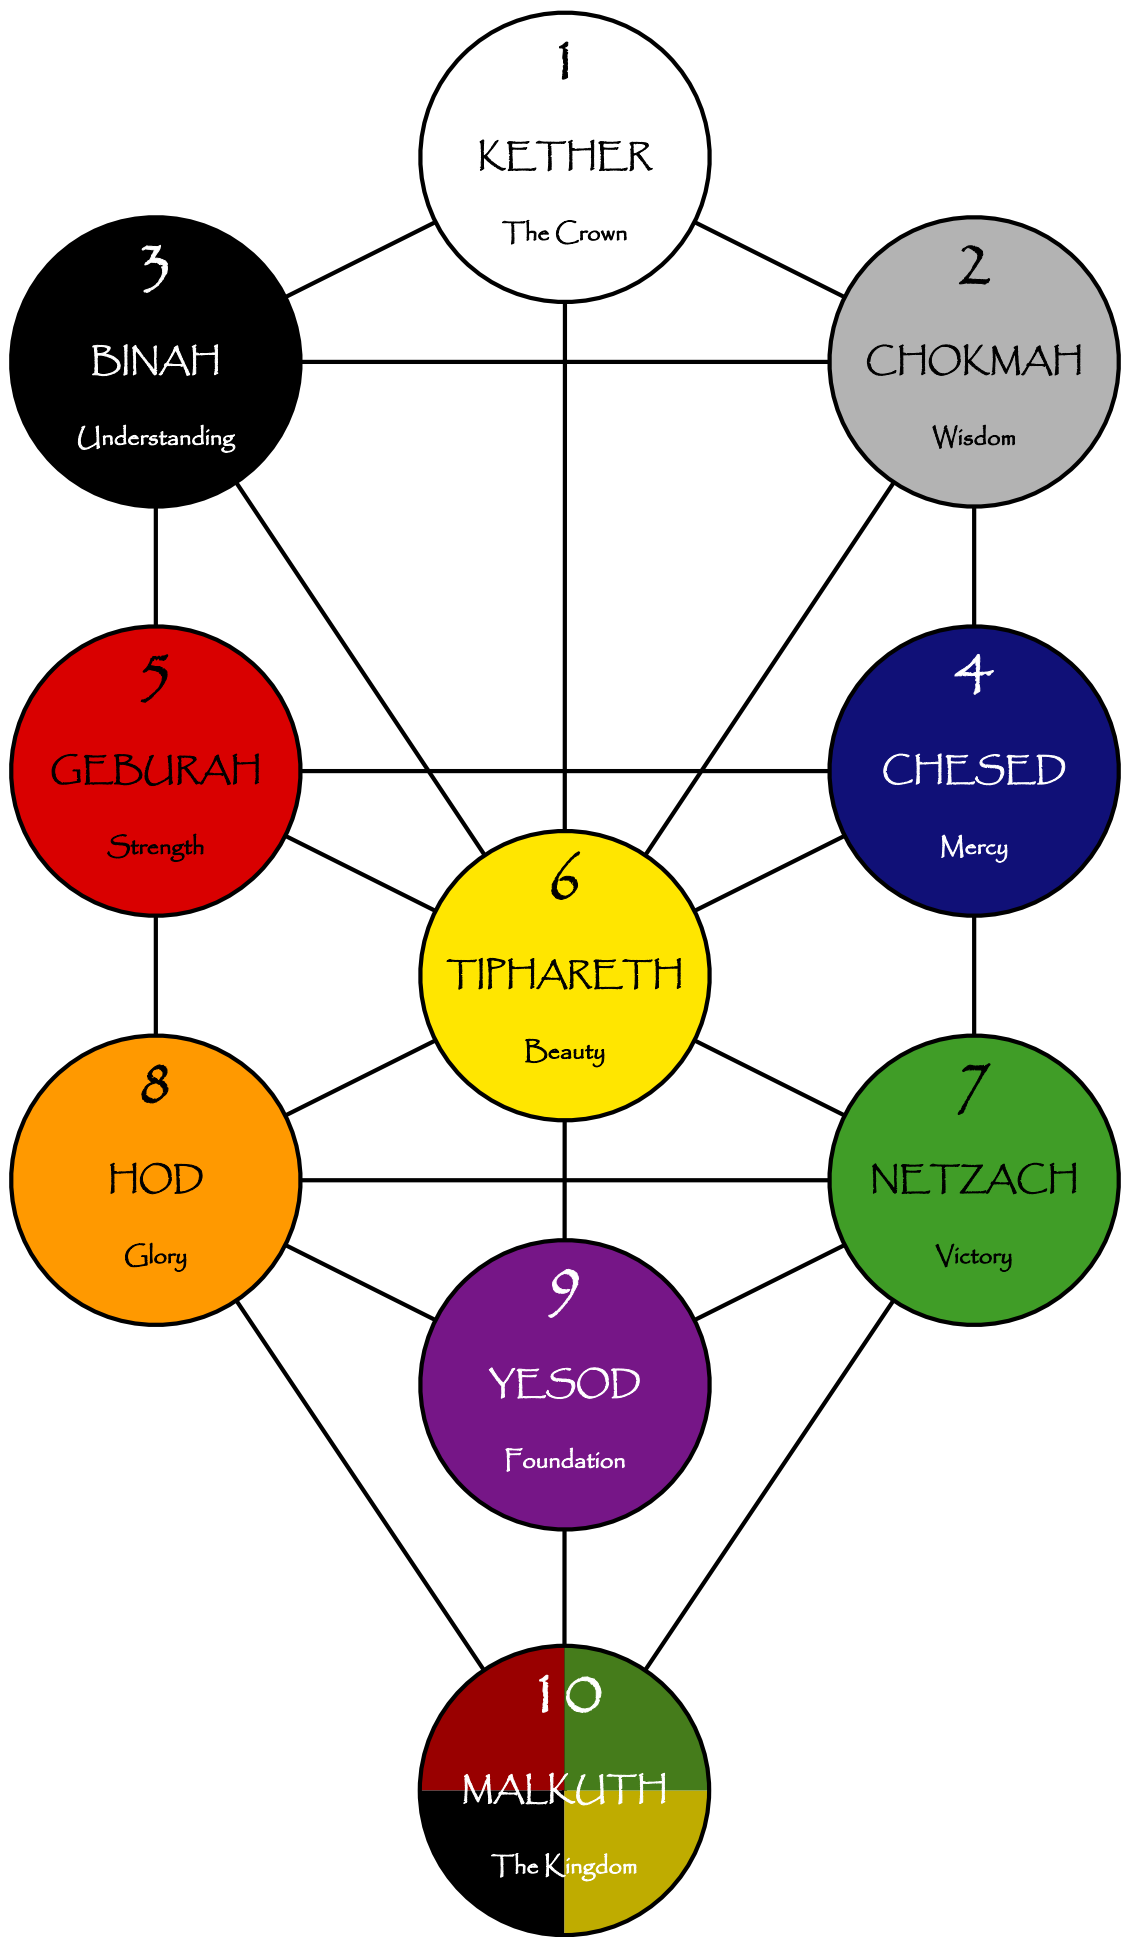 1
KETHER
The Crown
3
BINAH
Understanding
2
CHOKMAH
Wisdom
5
GEBURAH
Strength
4
CHESED
Mercy
6
TIPHARETH
Beauty
8
HOD
Glory
7
NETZACH
Victory
9
YESOD
Foundation
10
MALKUTH
The Kingdom